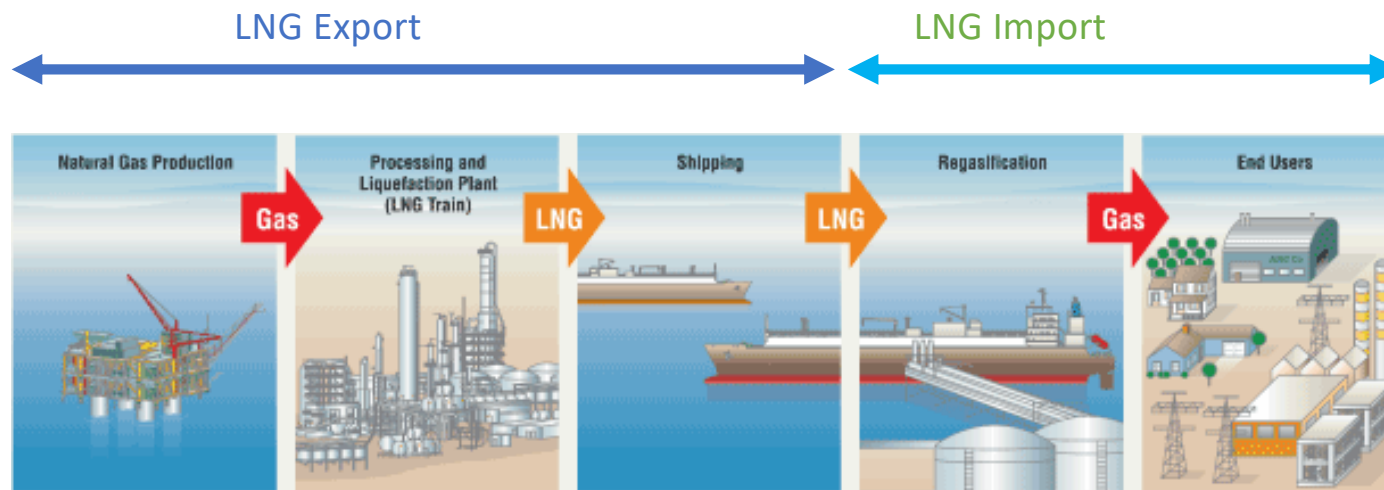 LNG Export
LNG Import
Natural Gas Production
Processing and
Liquefaction Plant
(LNG Train)
Shipping
Regasification
End Users
Gas
LNG
LNG
Gas